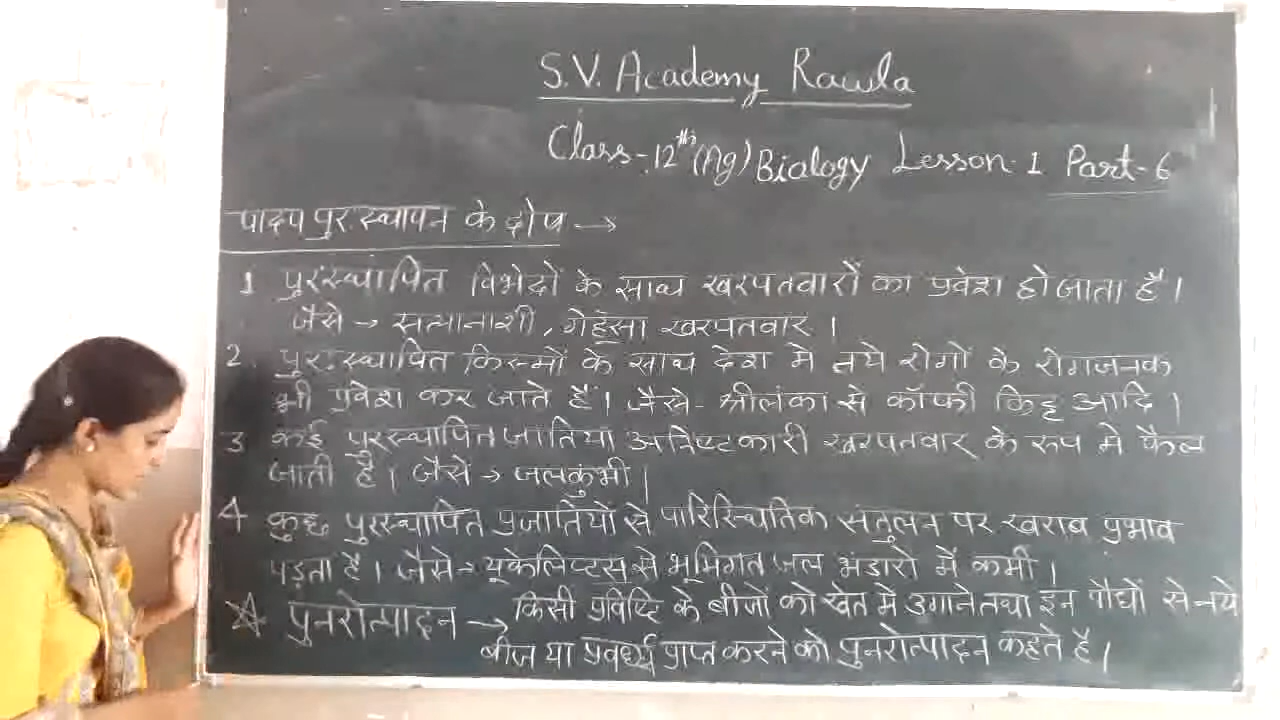 S.V. Academy Rawla
Class-12th (Ag) Biology Lesson-1 Part-6
पादप पुर:स्थापन के दोष →
1 पुरःस्थापित विभेदों के साथ खरपतवारों का प्रवेश हो जाता है।
जैसे → सत्यानाशी, गेहूंसा खरपतवार।
2. पुरःस्थापित किस्मों के साथ देश मे नये रोगों के रोगजनक
भी प्रवेश कर जाते हैं। जैसे- श्रीलंका से कॉफी किट्ट आदि।
3 कई पुरःस्थापित जातिया अनिष्टकारी खरपतवार के रूप मे फैल
जाती है। जैसे → जलकुंभी।
4 कुछ पुरःस्थापित प्रजातियों से पारिस्थितिक संतुलन पर खराब प्रभाव
पड़ता है। जैसे → यूकेलिप्टस से भूमिगत जल भंडारो में कमी।
☆ पुनरोत्पादन → किसी प्रविष्टि के बीजों को खेत मे उगाने तथा इन पौधों से नये
बीज या प्रवर्ध्य प्राप्त करने को पुनरोत्पादन कहते है।